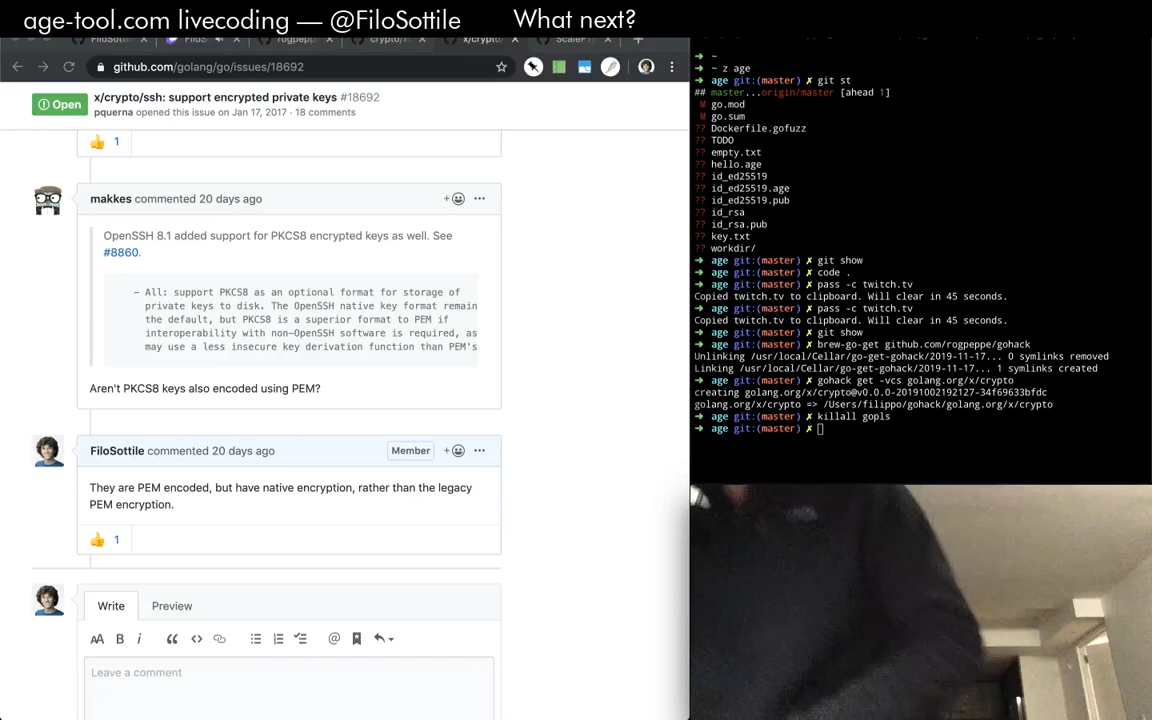 age-tool.com livecoding — @FiloSottile What next?
github.com/golang/go/issues/18692
Open
x/crypto/ssh: support encrypted private keys #18692
pquerna opened this issue on Jan 17, 2017 · 18 comments
1
makkes commented 20 days ago
OpenSSH 8.1 added support for PKCS8 encrypted keys as well. See
#8860.
- All: support PKCS8 as an optional format for storage of
private keys to disk. The OpenSSH native key format remain
the default, but PKCS8 is a superior format to PEM if
interoperability with non-OpenSSH software is required, as
may use a less insecure key derivation function than PEM's
Aren't PKCS8 keys also encoded using PEM?
FiloSottile commented 20 days ago
Member
They are PEM encoded, but have native encryption, rather than the legacy
PEM encryption.
1
Write Preview
Leave a comment
➜ ~
➜ ~ z age
➜ age git:(master) ✗ git st
## master...origin/master [ahead 1]
M go.mod
M go.sum
?? Dockerfile.gofuzz
?? TODO
?? empty.txt
?? hello.age
?? id_ed25519
?? id_ed25519.age
?? id_ed25519.pub
?? id_rsa
?? id_rsa.pub
?? key.txt
?? workdir/
➜ age git:(master) ✗ git show
➜ age git:(master) ✗ code .
➜ age git:(master) ✗ pass -c twitch.tv
Copied twitch.tv to clipboard. Will clear in 45 seconds.
➜ age git:(master) ✗ pass -c twitch.tv
Copied twitch.tv to clipboard. Will clear in 45 seconds.
➜ age git:(master) ✗ git show
➜ age git:(master) ✗ brew-go-get github.com/rogpeppe/gohack
Unlinking /usr/local/Cellar/go-get-gohack/2019-11-17... 0 symlinks removed
Linking /usr/local/Cellar/go-get-gohack/2019-11-17... 1 symlinks created
➜ age git:(master) ✗ gohack get -vcs golang.org/x/crypto
creating golang.org/x/crypto@v0.0.0-20191002192127-34f69633bfdc
golang.org/x/crypto => /Users/filippo/gohack/golang.org/x/crypto
➜ age git:(master) ✗ killall gopls
➜ age git:(master) ✗